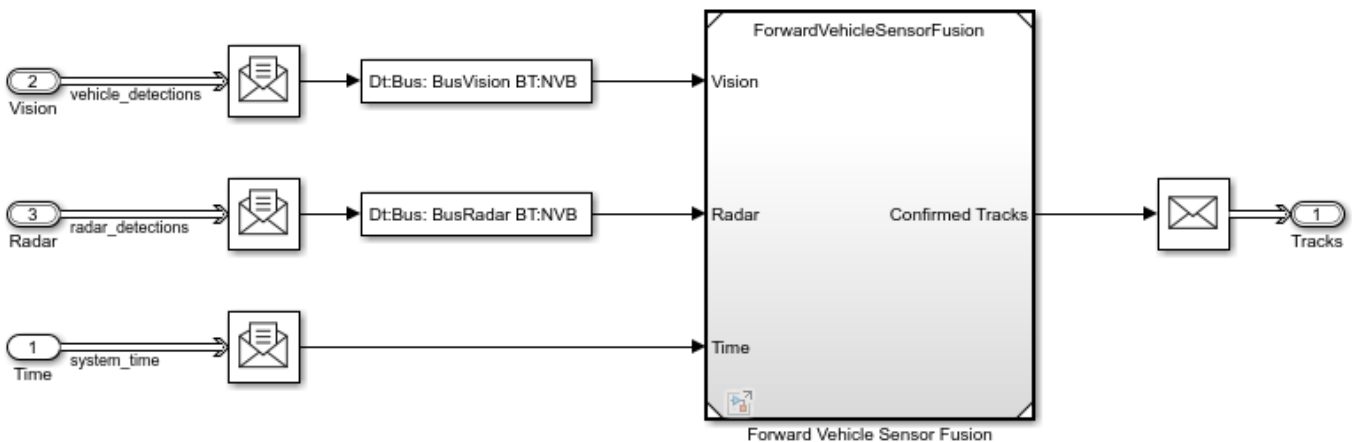 ForwardVehicleSensorFusion
2
Vision
vehicle_detections
Dt:Bus: BusVision BT:NVB
Vision
3
Radar
radar_detections
Dt:Bus: BusRadar BT:NVB
Radar
Confirmed Tracks
1
Tracks
1
Time
system_time
Time
Forward Vehicle Sensor Fusion